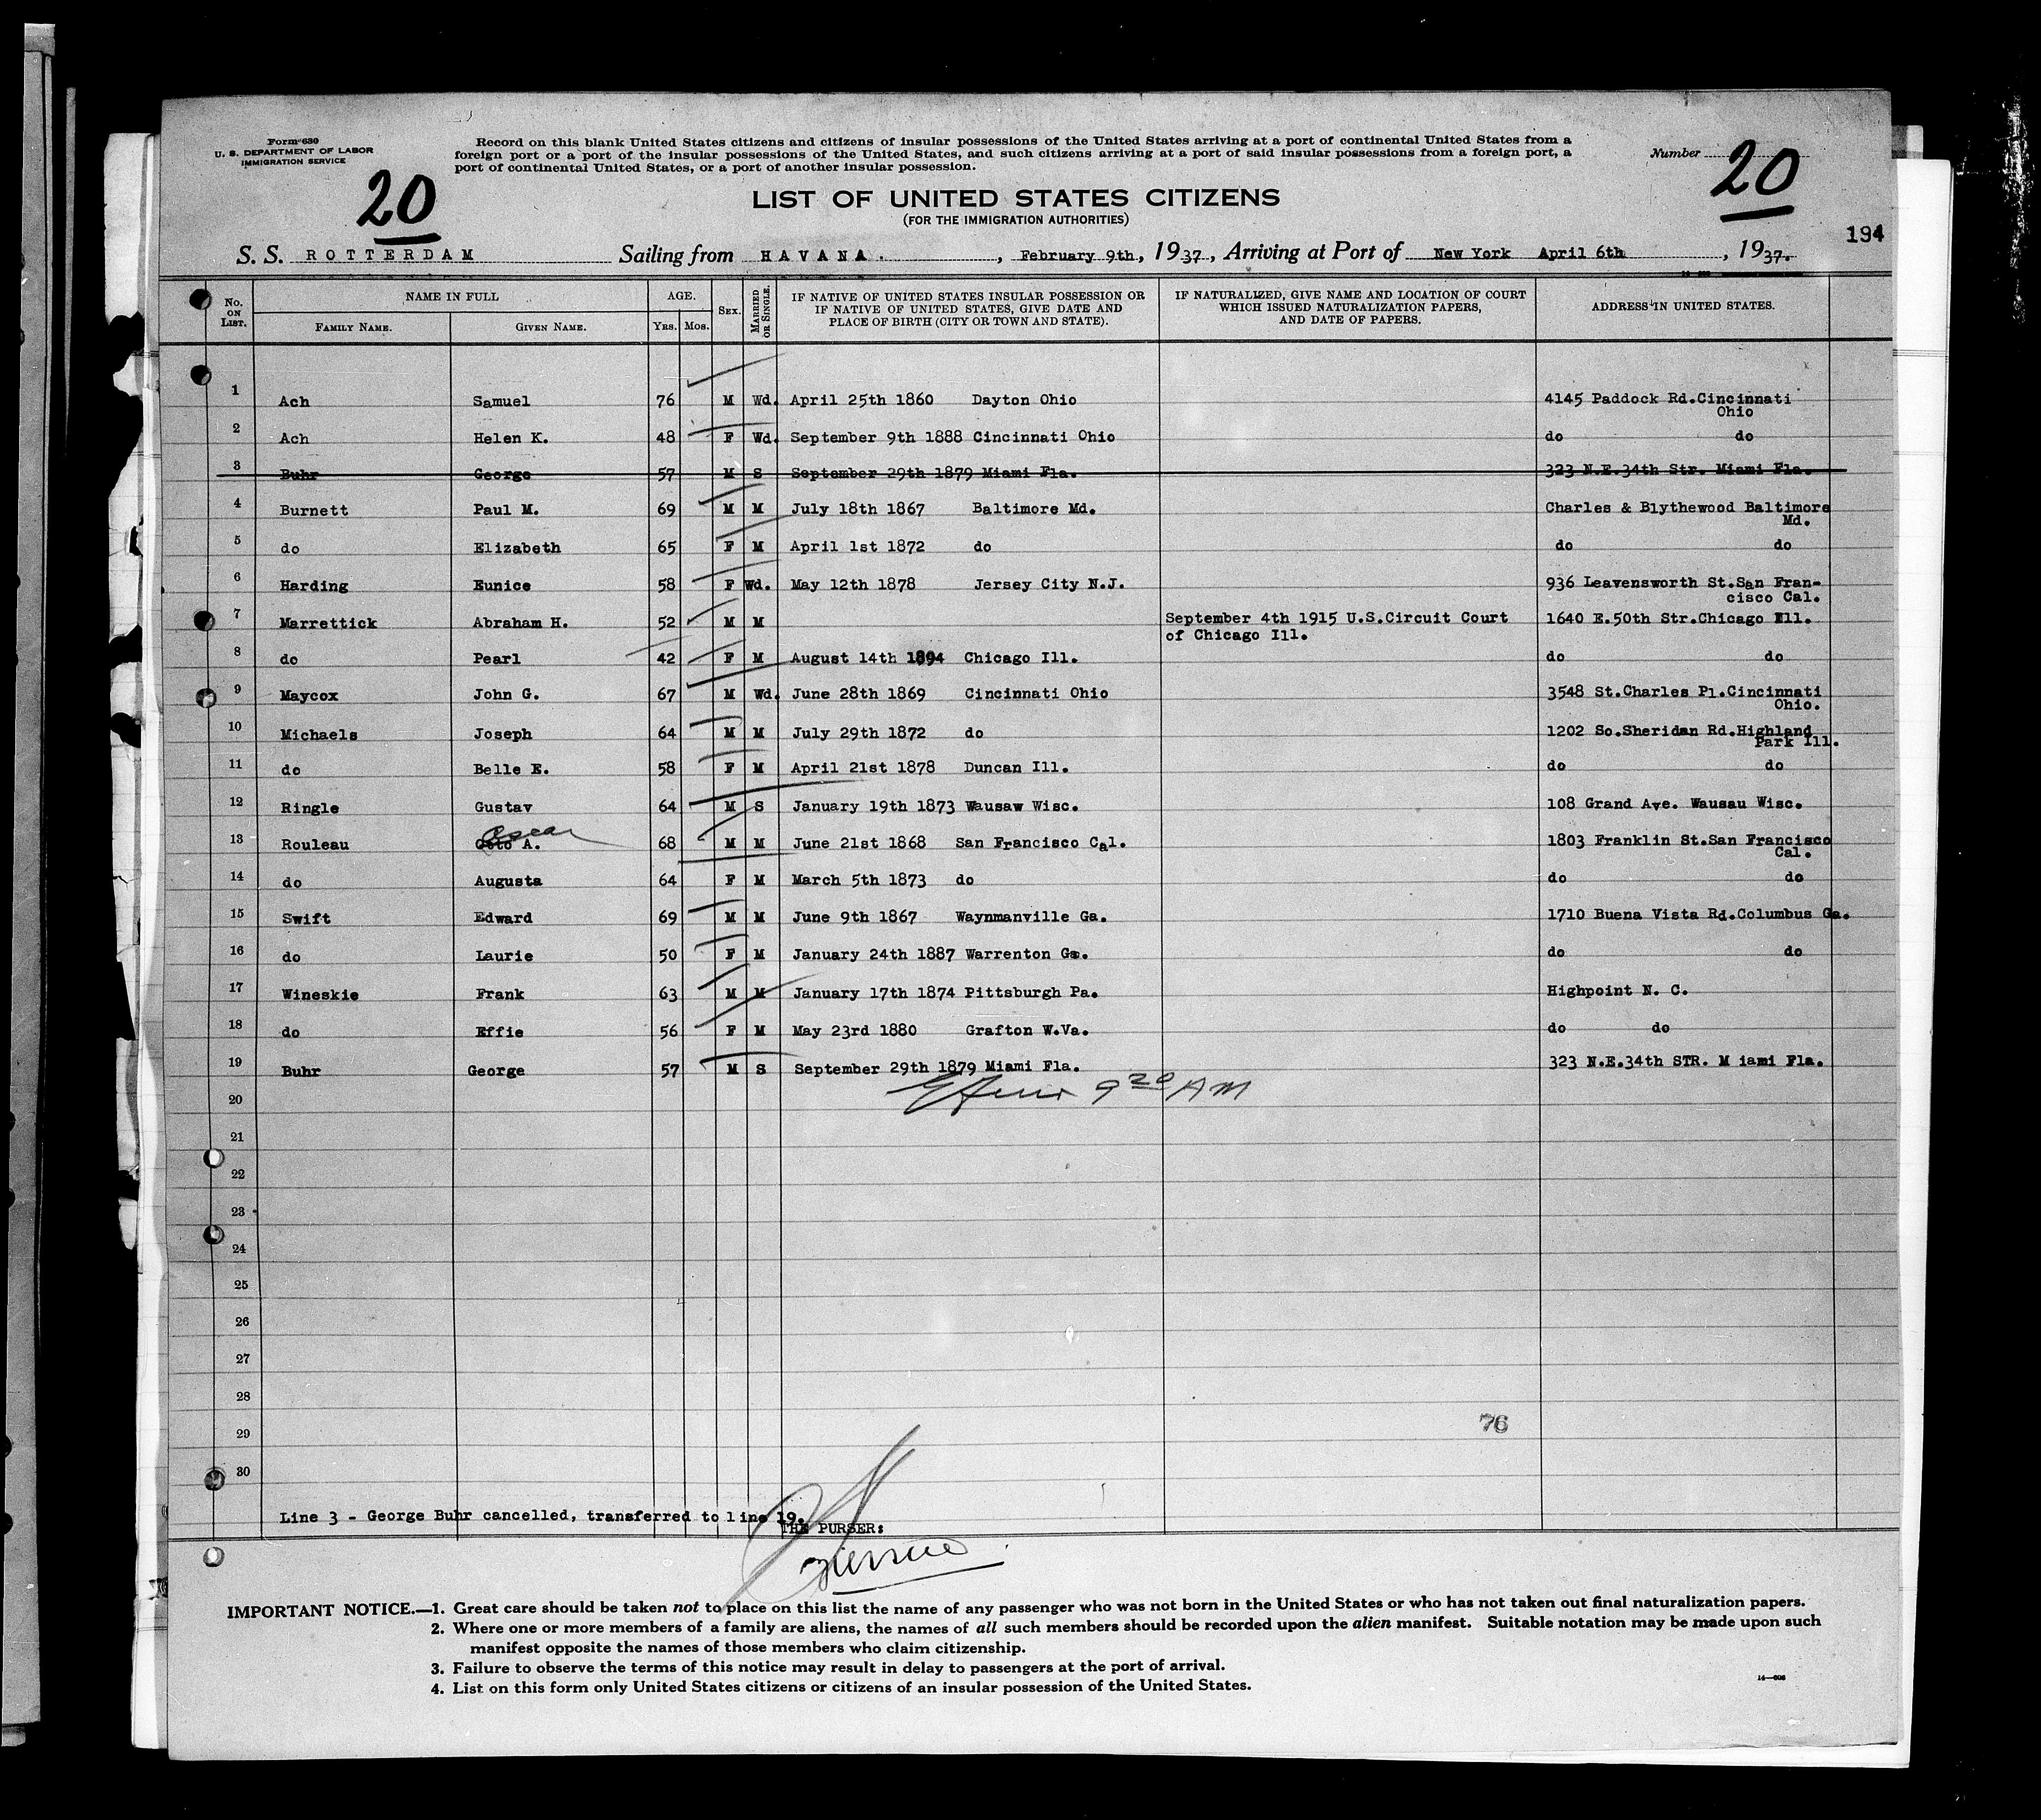 Form 630
U. S. DEPARTMENT OF LABOR
IMMIGRATION SERVICE
Record on this blank United States citizens and citizens of insular possessions of the United States arriving at a port of continental United States from a
foreign port or a port of the insular possessions of the United States, and such citizens arriving at a port of said insular possessions from a foreign port, a
port of continental United States, or a port of another insular possession.
Number
20
20
LIST OF UNITED STATES CITIZENS
(FOR THE IMMIGRATION AUTHORITIES)
194
S. S. ROTTERDAM Sailing from HAVANA. , February 9th, 1937, Arriving at Port of New York April 6th , 1937.
No. ON LIST. NAME IN FULL FAMILY NAME. GIVEN NAME. AGE. Yrs. Mos. SEX. MARRIED OR SINGLE. IF NATIVE OF UNITED STATES INSULAR POSSESSION OR IF NATIVE OF UNITED STATES, GIVE DATE AND PLACE OF BIRTH (CITY OR TOWN AND STATE). IF NATURALIZED, GIVE NAME AND LOCATION OF COURT WHICH ISSUED NATURALIZATION PAPERS, AND DATE OF PAPERS. ADDRESS IN UNITED STATES.
1 Ach Samuel 76 M Wd. April 25th 1860 Dayton Ohio 4145 Paddock Rd.Cincinnati
Ohio
2 Ach Helen K. 48 F Wd. September 9th 1888 Cincinnati Ohio do do
3 Buhr George 57 M S September 29th 1879 Miami Fla. 323 N.E.34th Str. Miami Fla.
4 Burnett Paul M. 69 M M July 18th 1867 Baltimore Md. Charles & Blythewood Baltimore
Md.
5 do Elizabeth 65 F M April 1st 1872 do do do
6 Harding Eunice 58 F Wd. May 12th 1878 Jersey City N.J. 936 Leavensworth St.San Fran-
cisco Cal.
7 Marrettick Abraham H. 52 M M September 4th 1915 U.S.Circuit Court 1640 E.50th Str.Chicago Ill.
of Chicago Ill.
8 do Pearl 42 F M August 14th 1894 Chicago Ill. do do
9 Maycox John G. 67 M Wd. June 28th 1869 Cincinnati Ohio 3548 St.Charles Pl.Cincinnati
Ohio.
10 Michaels Joseph 64 M M July 29th 1872 do 1202 So.Sheridan Rd.Highland
Park Ill.
11 do Belle E. 58 F M April 21st 1878 Duncan Ill. do do
12 Ringle Gustav 64 M S January 19th 1873 Wausaw Wisc. 108 Grand Ave. Wausau Wisc.
Oscar
13 Rouleau Otto A. 68 M M June 21st 1868 San Francisco Cal. 1803 Franklin St.San Francisco
Cal.
14 do Augusta 64 F M March 5th 1873 do do do
15 Swift Edward 69 M M June 9th 1867 Waynmanville Ga. 1710 Buena Vista Rd.Columbus Ga.
16 do Laurie 50 F M January 24th 1887 Warrenton Ga. do do
17 Wineskie Frank 63 M M January 17th 1874 Pittsburgh Pa. Highpoint N. C.
18 do Effie 56 F M May 23rd 1880 Grafton W.Va. do do
19 Buhr George 57 M S September 29th 1879 Miami Fla. 323 N.E.34th STR. M iami Fla.
20 9 20 AM
21
22
23
24
25
26
27
28
29 76
30
Line 3 - George Buhr cancelled, transferred to line 19.
THE PURSER:
IMPORTANT NOTICE.—1. Great care should be taken not to place on this list the name of any passenger who was not born in the United States or who has not taken out final naturalization papers.
2. Where one or more members of a family are aliens, the names of all such members should be recorded upon the alien manifest. Suitable notation may be made upon such
manifest opposite the names of those members who claim citizenship.
3. Failure to observe the terms of this notice may result in delay to passengers at the port of arrival.
4. List on this form only United States citizens or citizens of an insular possession of the United States.